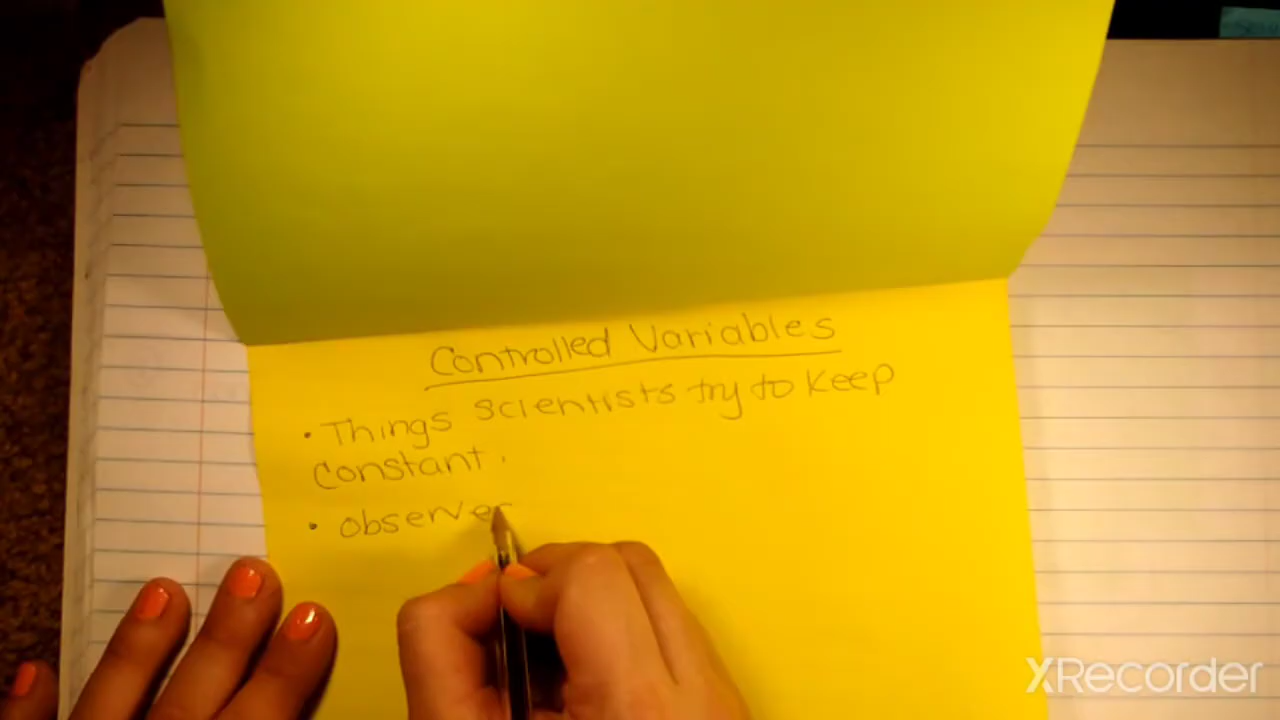 Controlled Variables
• Things scientists try to keep
constant.
• observe
XRecorder